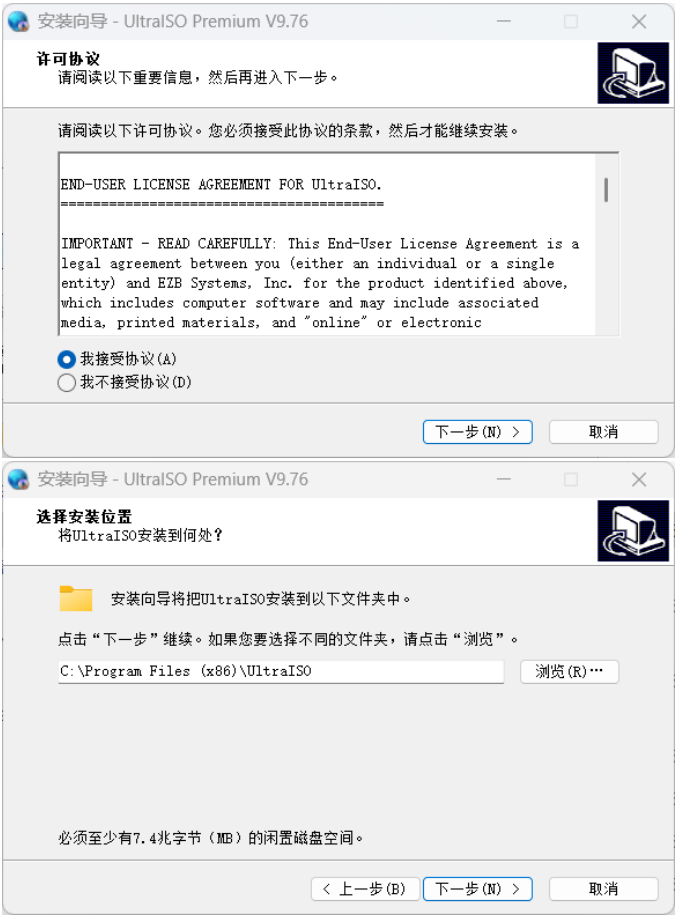 安装向导 - UltraISO Premium V9.76
许可协议
请阅读以下重要信息，然后再进入下一步。
请阅读以下许可协议。您必须接受此协议的条款，然后才能继续安装。
END-USER LICENSE AGREEMENT FOR UltraISO.
========================================
IMPORTANT - READ CAREFULLY: This End-User License Agreement is a
legal agreement between you (either an individual or a single
entity) and EZB Systems, Inc. for the product identified above,
which includes computer software and may include associated
media, printed materials, and "online" or electronic
我接受协议(A)
我不接受协议(D)
下一步(N) > 取消
安装向导 - UltraISO Premium V9.76
选择安装位置
将UltraISO安装到何处?
安装向导将把UltraISO安装到以下文件夹中。
点击“下一步”继续。如果您要选择不同的文件夹，请点击“浏览”。
C:\Program Files (x86)\UltraISO 浏览(R)…
必须至少有7.4兆字节（MB）的闲置磁盘空间。
< 上一步(B) 下一步(N) > 取消